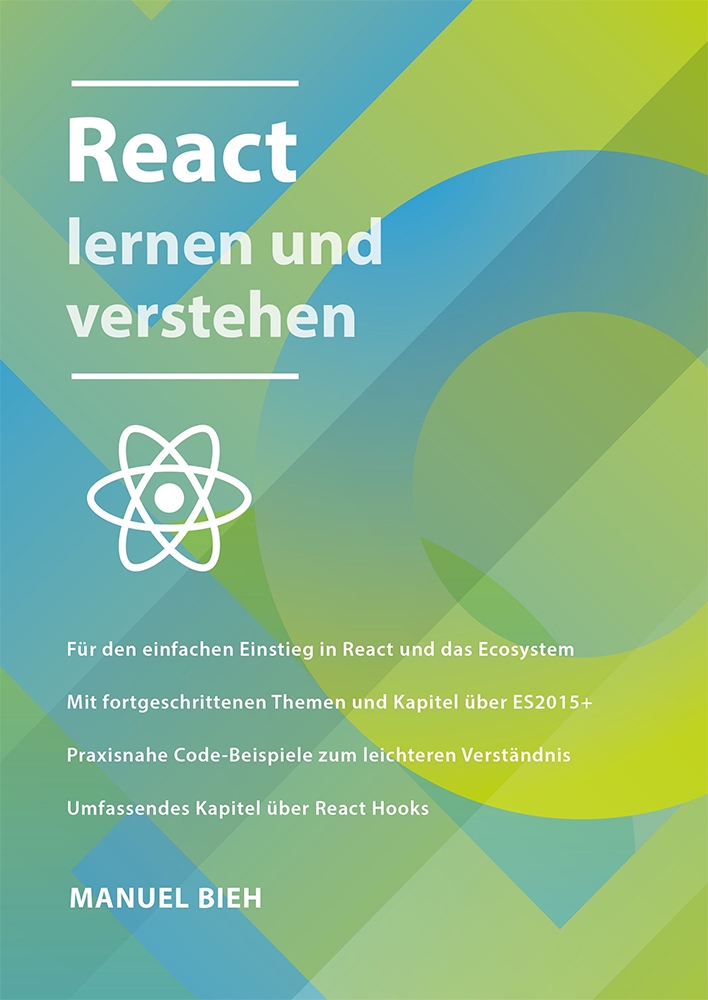 React
lernen und
verstehen
Für den einfachen Einstieg in React und das Ecosystem
Mit fortgeschrittenen Themen und Kapitel über ES2015+
Praxisnahe Code-Beispiele zum leichteren Verständnis
Umfassendes Kapitel über React Hooks
MANUEL BIEH